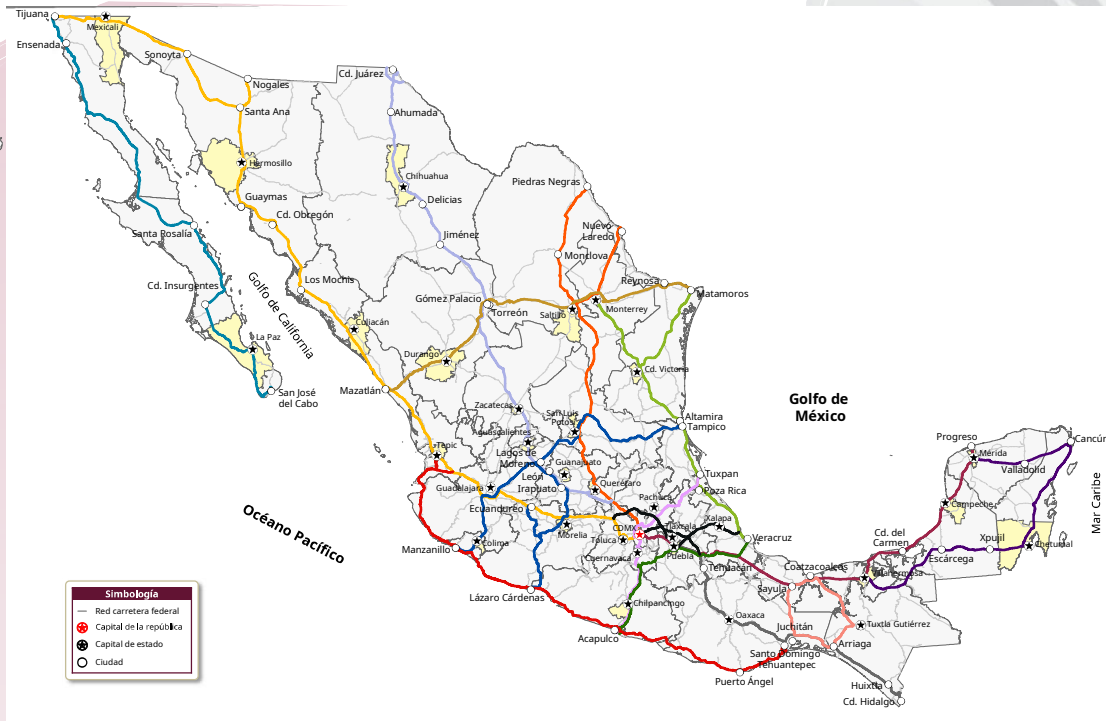 Tijuana
Mexicali
Ensenada
Sonoyta
Nogales
Santa Ana
Cd. Juárez
Ahumada
Hermosillo
Chihuahua
Guaymas
Delicias
Piedras Negras
Cd. Obregón
Santa Rosalía
Jiménez
Nuevo
Laredo
Monclova
Cd. Insurgentes
Golfo de California
Los Mochis
Gómez Palacio
Torreón
Reynosa
Matamoros
Saltillo
Monterrey
Culiacán
La Paz
Durango
Cd. Victoria
San José
del Cabo
Mazatlán
Golfo de
México
Zacatecas
San Luis
Potosí
Altamira
Tampico
Aguascalientes
Tepic
Lagos de
Moreno
Guanajuato
León
Irapuato
Guadalajara
Querétaro
Tuxpan
Poza Rica
Pachuca
Progreso
Mérida
Cancún
Valladolid
Mar Caribe
Campeche
Ecuandureo
Océano Pacífico
Manzanillo
Colima
Morelia
CDMX
Toluca
Tlaxcala
Xalapa
Cuernavaca
Puebla
Veracruz
Cd. del
Carmen
Xpujil
Chetumal
Escárcega
Tehuacán
Coatzacoalcos
Villahermosa
Sayula
Lázaro Cárdenas
Chilpancingo
Oaxaca
Juchitán
Tuxtla Gutiérrez
Acapulco
Santo Domingo
Tehuantepec
Arriaga
Puerto Ángel
Huixtla
Cd. Hidalgo
Simbología
Red carretera federal
Capital de la república
Capital de estado
Ciudad